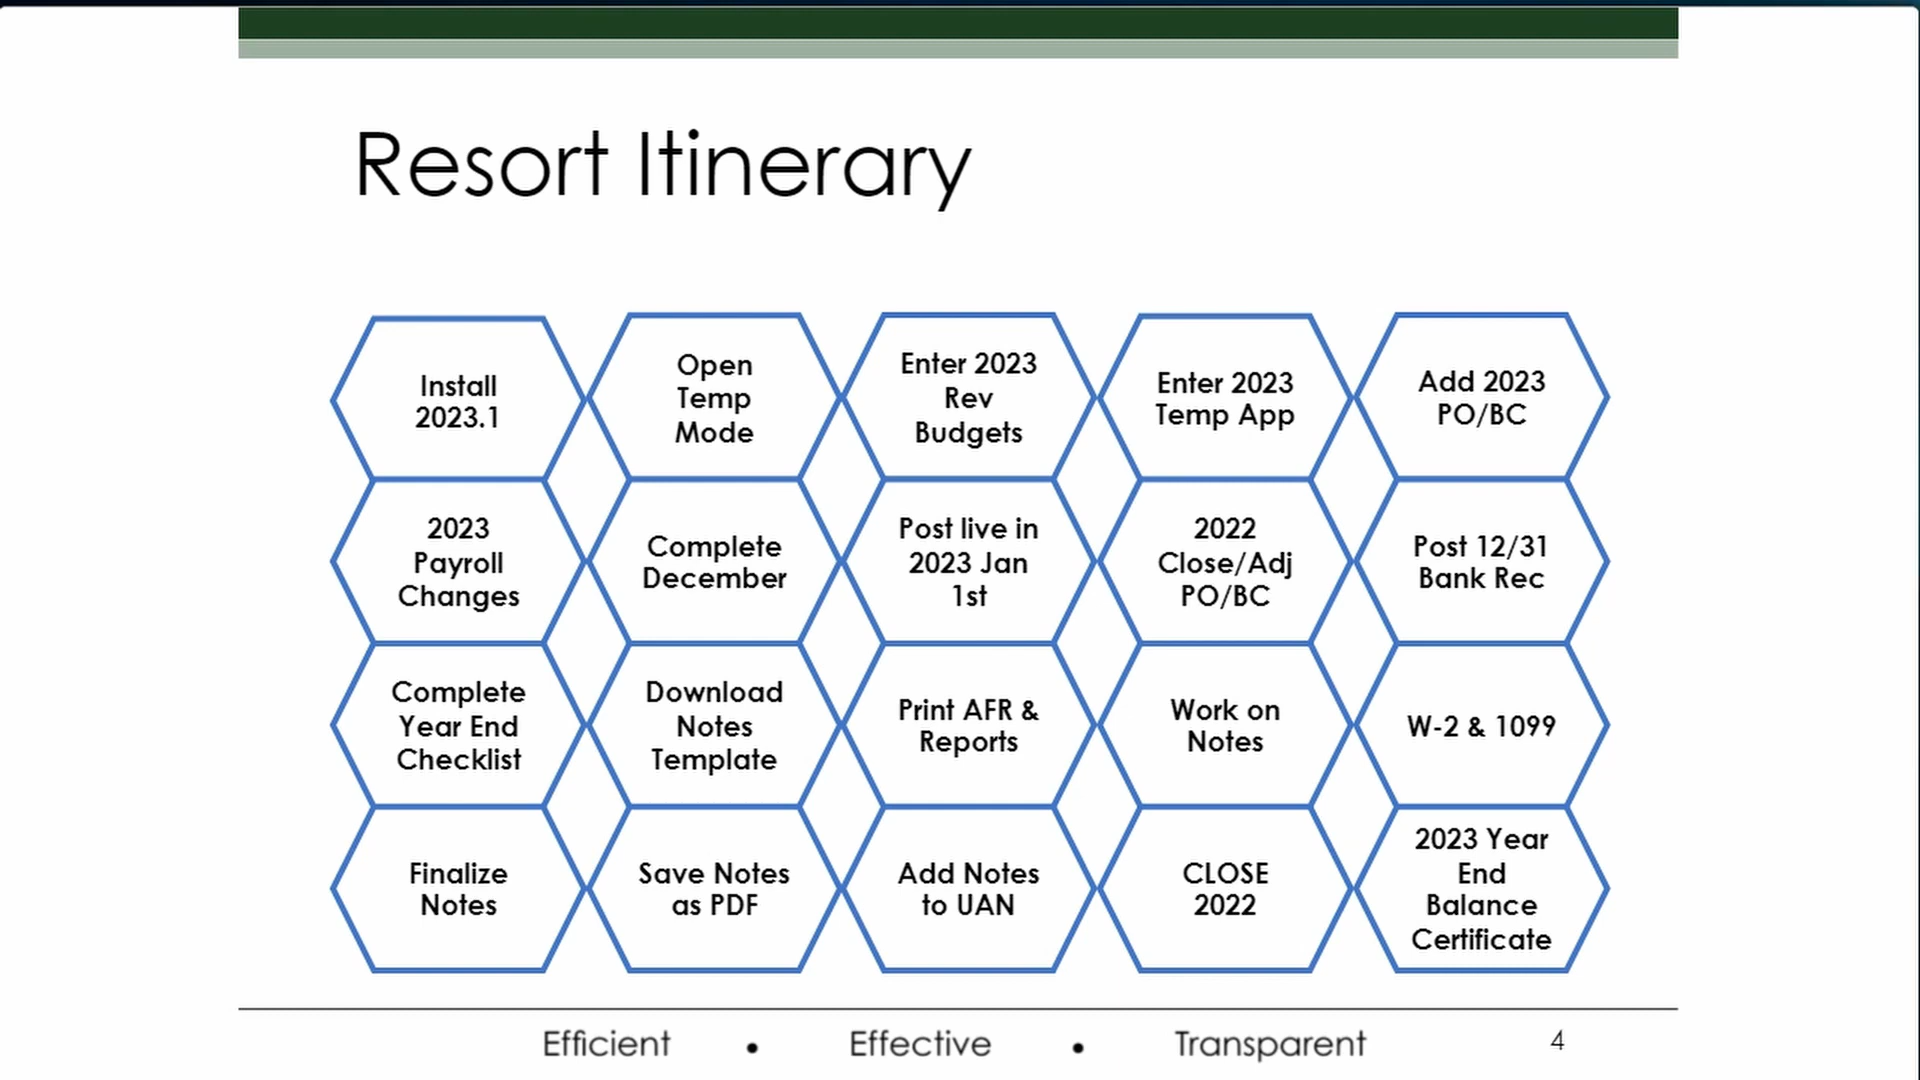 Resort Itinerary
Install
2023.1
Open
Temp
Mode
Enter 2023
Rev
Budgets
Enter 2023
Temp App
Add 2023
PO/BC
2023
Payroll
Changes
Complete
December
Post live in
2023 Jan
1st
2022
Close/Adj
PO/BC
Post 12/31
Bank Rec
Complete
Year End
Checklist
Download
Notes
Template
Print AFR &
Reports
Work on
Notes
W-2 & 1099
Finalize
Notes
Save Notes
as PDF
Add Notes
to UAN
CLOSE
2022
2023 Year
End
Balance
Certificate
Efficient • Effective • Transparent 4